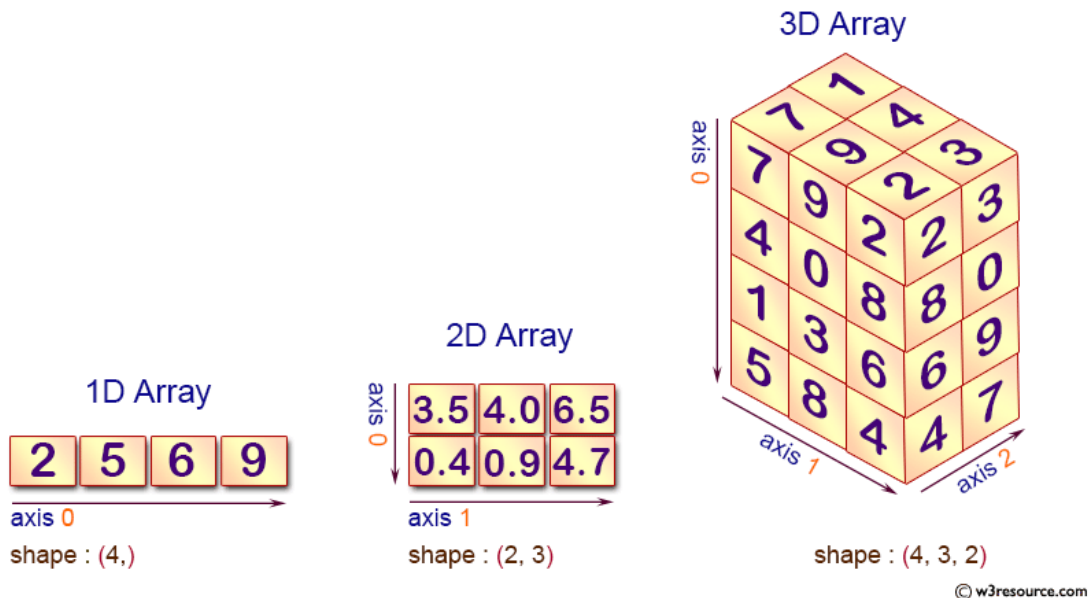 3D Array
1
7 4
9 3
2
7 9 2 2 3
4 0 8 8 0
1 3 6 6 9
5 8 4 4 7
axis 0
axis 1
axis 2
shape : (4, 3, 2)
2D Array
3.5 4.0 6.5
0.4 0.9 4.7
axis 0
axis 1
shape : (2, 3)
1D Array
2 5 6 9
axis 0
shape : (4,)
© w3resource.com